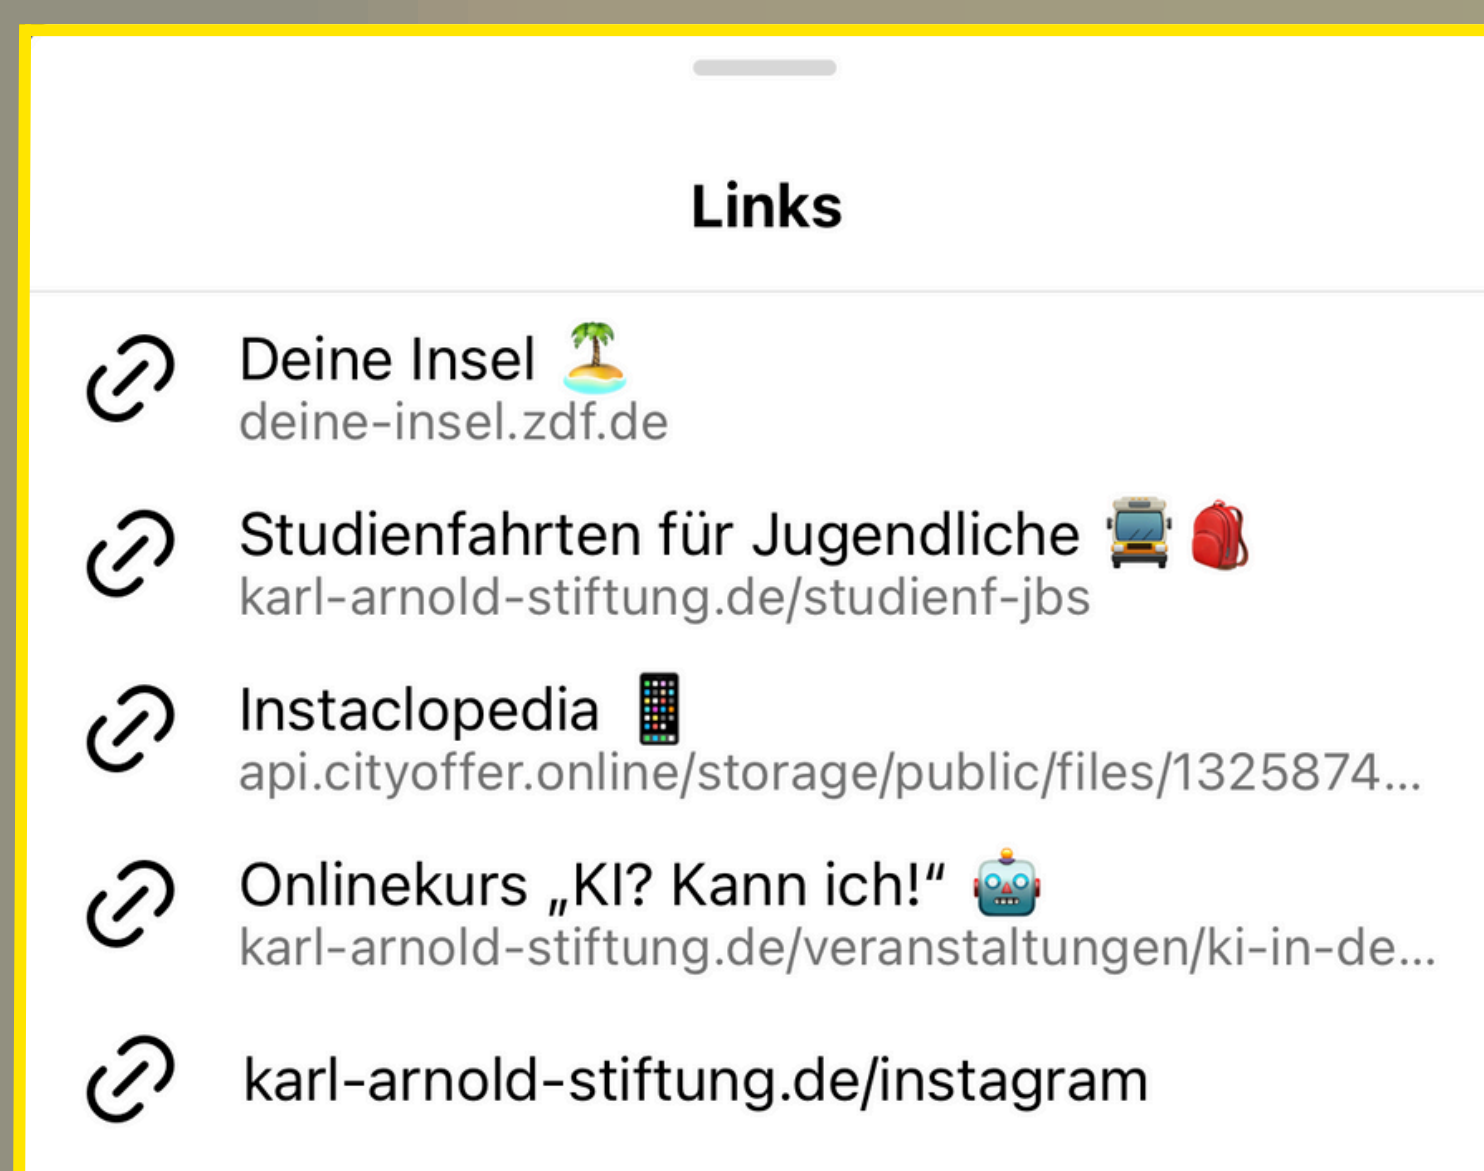 Links
Deine Insel 🏝️
deine-insel.zdf.de
Studienfahrten für Jugendliche 🚍🎒
karl-arnold-stiftung.de/studienf-jbs
Instaclopedia 📱
api.cityoffer.online/storage/public/files/1325874...
Onlinekurs „KI? Kann ich!“ 🤖
karl-arnold-stiftung.de/veranstaltungen/ki-in-de...
karl-arnold-stiftung.de/instagram